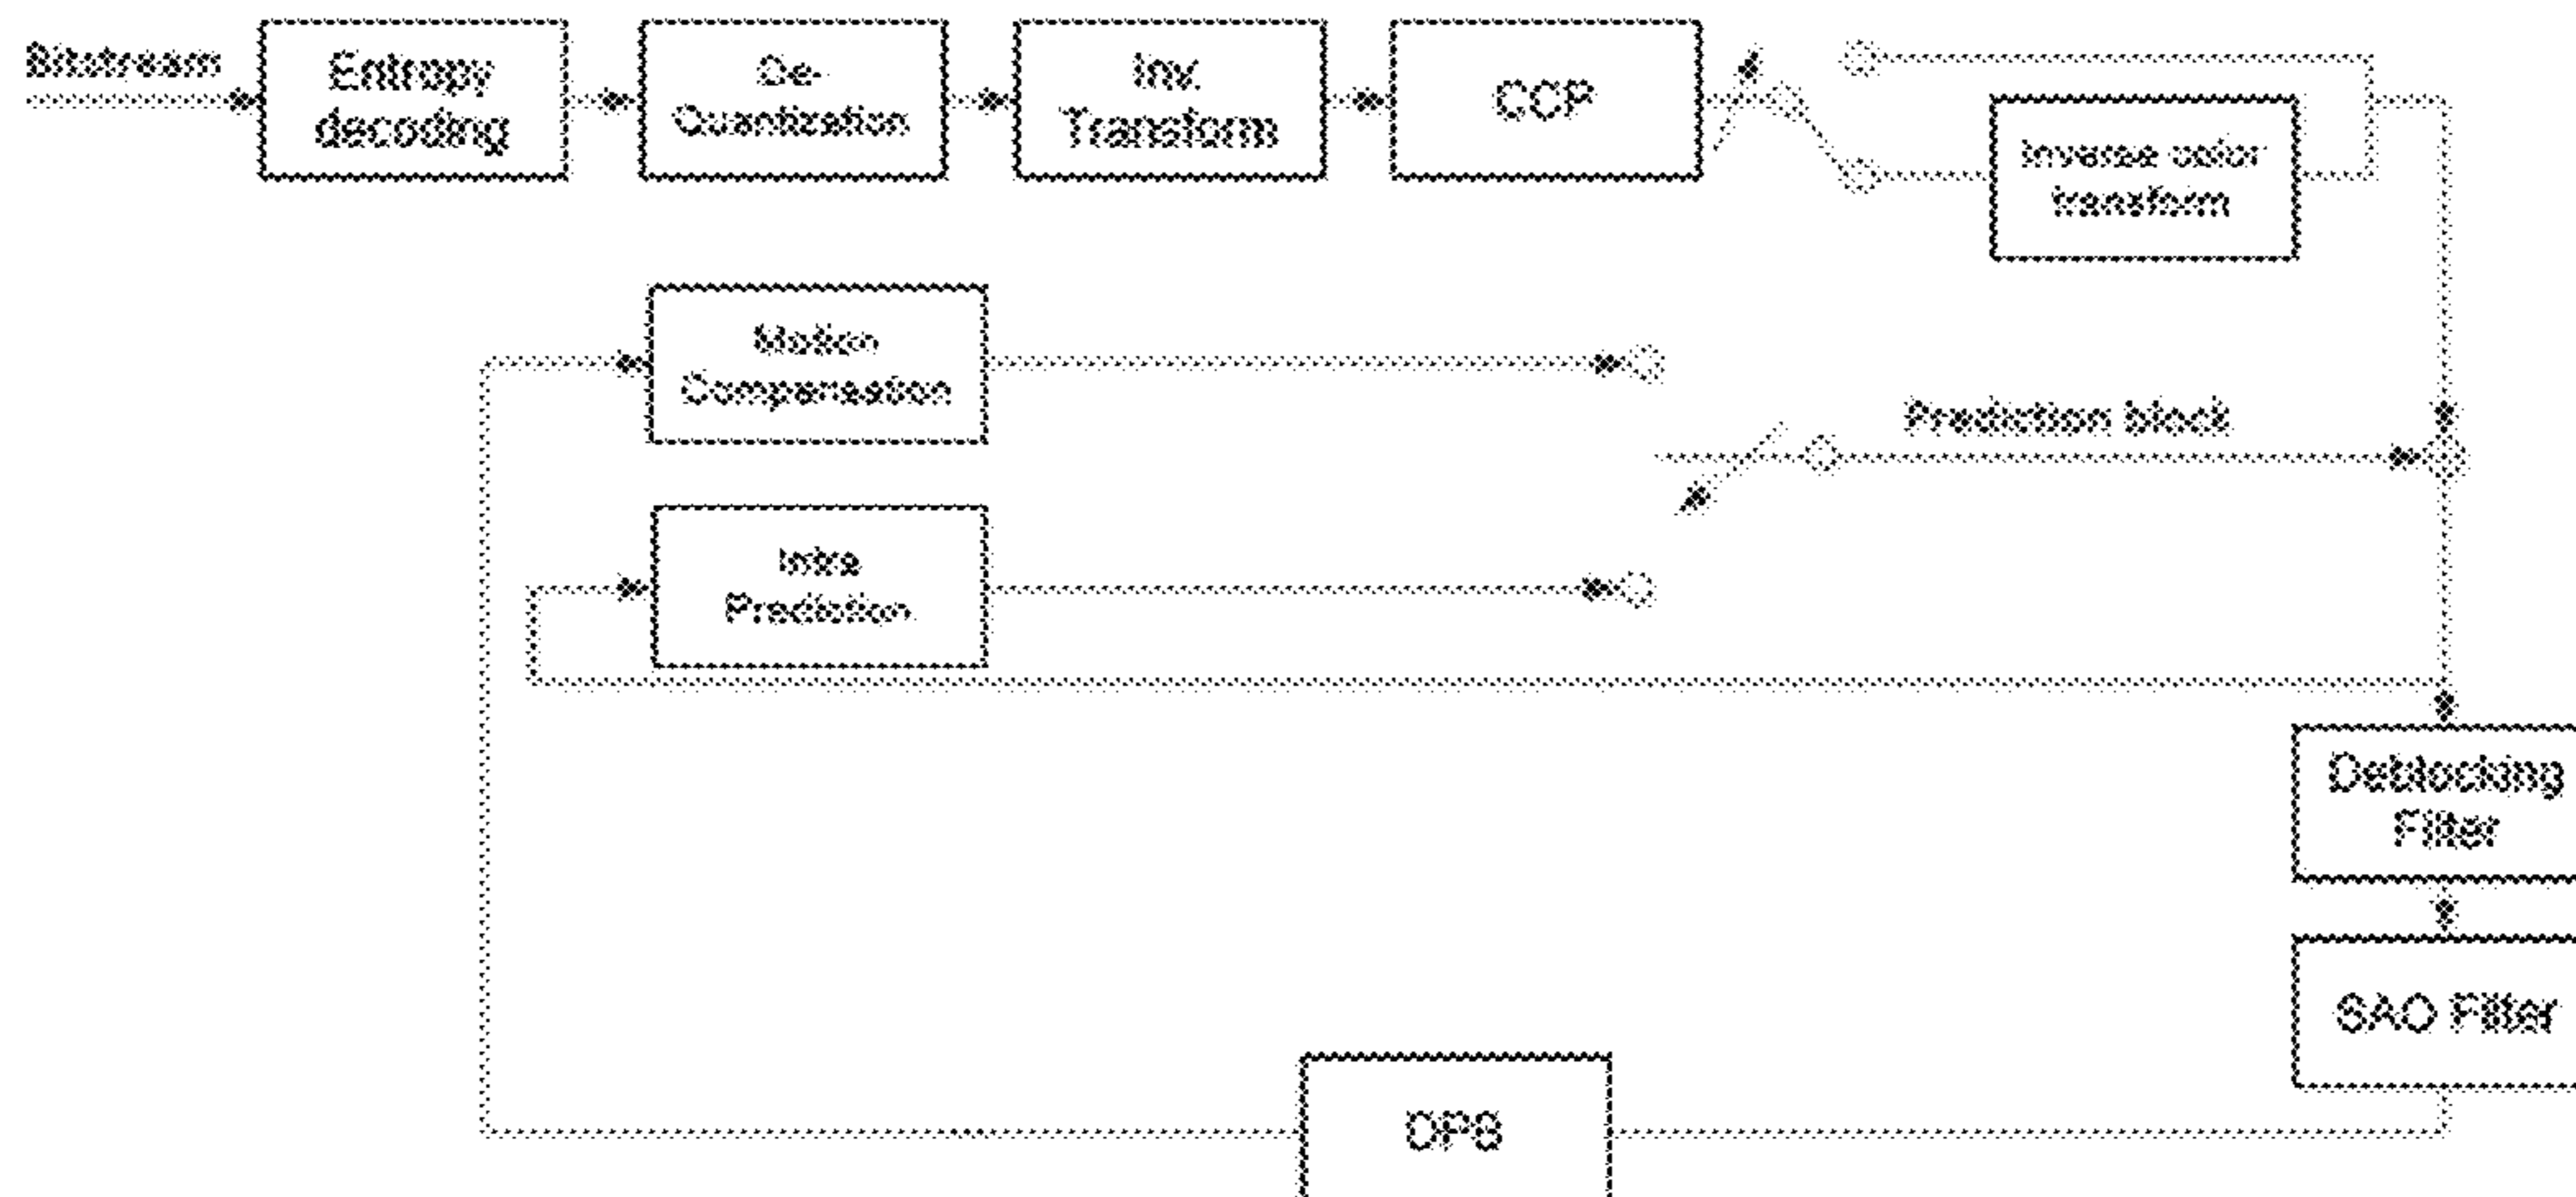 Bitstream
Entropy
decoding
De-
Quantization
Inv.
Transform
CCP
Inverse color
transform
Motion
Compensation
Prediction block
Intra
Prediction
Deblocking
Filter
SAO Filter
DPB